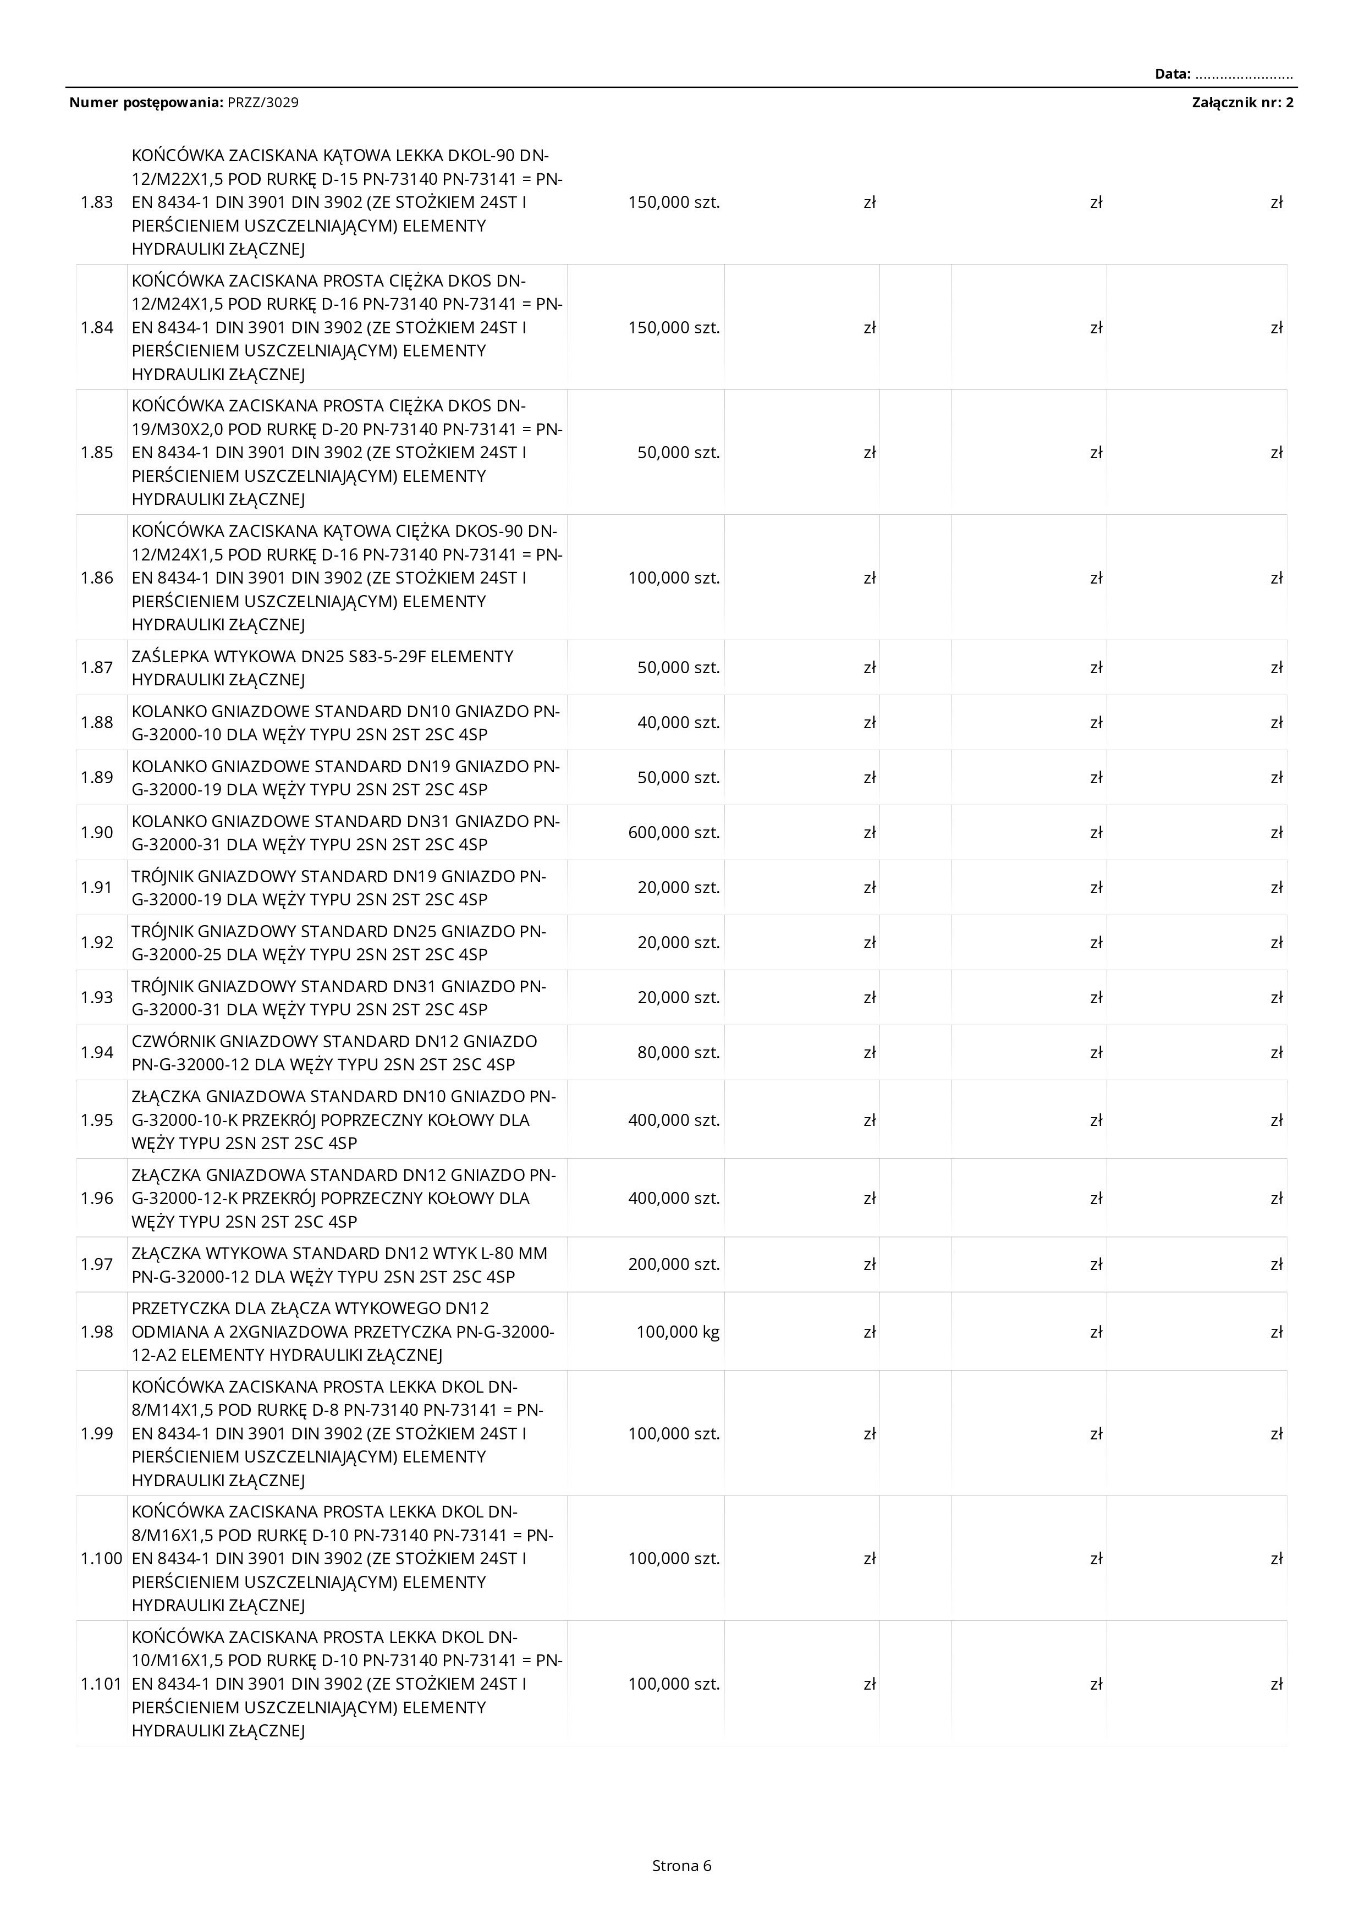 Data: ........................
Numer postępowania: PRZZ/3029 Załącznik nr: 2
KOŃCÓWKA ZACISKANA KĄTOWA LEKKA DKOL-90 DN-
12/M22X1,5 POD RURKĘ D-15 PN-73140 PN-73141 = PN-
1.83 EN 8434-1 DIN 3901 DIN 3902 (ZE STOŻKIEM 24ST I 150,000 szt. zł zł zł
PIERŚCIENIEM USZCZELNIAJĄCYM) ELEMENTY
HYDRAULIKI ZŁĄCZNEJ
KOŃCÓWKA ZACISKANA PROSTA CIĘŻKA DKOS DN-
12/M24X1,5 POD RURKĘ D-16 PN-73140 PN-73141 = PN-
1.84 EN 8434-1 DIN 3901 DIN 3902 (ZE STOŻKIEM 24ST I 150,000 szt. zł zł zł
PIERŚCIENIEM USZCZELNIAJĄCYM) ELEMENTY
HYDRAULIKI ZŁĄCZNEJ
KOŃCÓWKA ZACISKANA PROSTA CIĘŻKA DKOS DN-
19/M30X2,0 POD RURKĘ D-20 PN-73140 PN-73141 = PN-
1.85 EN 8434-1 DIN 3901 DIN 3902 (ZE STOŻKIEM 24ST I 50,000 szt. zł zł zł
PIERŚCIENIEM USZCZELNIAJĄCYM) ELEMENTY
HYDRAULIKI ZŁĄCZNEJ
KOŃCÓWKA ZACISKANA KĄTOWA CIĘŻKA DKOS-90 DN-
12/M24X1,5 POD RURKĘ D-16 PN-73140 PN-73141 = PN-
1.86 EN 8434-1 DIN 3901 DIN 3902 (ZE STOŻKIEM 24ST I 100,000 szt. zł zł zł
PIERŚCIENIEM USZCZELNIAJĄCYM) ELEMENTY
HYDRAULIKI ZŁĄCZNEJ
1.87 ZAŚLEPKA WTYKOWA DN25 S83-5-29F ELEMENTY
HYDRAULIKI ZŁĄCZNEJ 50,000 szt. zł zł zł
1.88 KOLANKO GNIAZDOWE STANDARD DN10 GNIAZDO PN-
G-32000-10 DLA WĘŻY TYPU 2SN 2ST 2SC 4SP 40,000 szt. zł zł zł
1.89 KOLANKO GNIAZDOWE STANDARD DN19 GNIAZDO PN-
G-32000-19 DLA WĘŻY TYPU 2SN 2ST 2SC 4SP 50,000 szt. zł zł zł
1.90 KOLANKO GNIAZDOWE STANDARD DN31 GNIAZDO PN-
G-32000-31 DLA WĘŻY TYPU 2SN 2ST 2SC 4SP 600,000 szt. zł zł zł
1.91 TRÓJNIK GNIAZDOWY STANDARD DN19 GNIAZDO PN-
G-32000-19 DLA WĘŻY TYPU 2SN 2ST 2SC 4SP 20,000 szt. zł zł zł
1.92 TRÓJNIK GNIAZDOWY STANDARD DN25 GNIAZDO PN-
G-32000-25 DLA WĘŻY TYPU 2SN 2ST 2SC 4SP 20,000 szt. zł zł zł
1.93 TRÓJNIK GNIAZDOWY STANDARD DN31 GNIAZDO PN-
G-32000-31 DLA WĘŻY TYPU 2SN 2ST 2SC 4SP 20,000 szt. zł zł zł
1.94 CZWÓRNIK GNIAZDOWY STANDARD DN12 GNIAZDO
PN-G-32000-12 DLA WĘŻY TYPU 2SN 2ST 2SC 4SP 80,000 szt. zł zł zł
ZŁĄCZKA GNIAZDOWA STANDARD DN10 GNIAZDO PN-
1.95 G-32000-10-K PRZEKRÓJ POPRZECZNY KOŁOWY DLA 400,000 szt. zł zł zł
WĘŻY TYPU 2SN 2ST 2SC 4SP
ZŁĄCZKA GNIAZDOWA STANDARD DN12 GNIAZDO PN-
1.96 G-32000-12-K PRZEKRÓJ POPRZECZNY KOŁOWY DLA 400,000 szt. zł zł zł
WĘŻY TYPU 2SN 2ST 2SC 4SP
1.97 ZŁĄCZKA WTYKOWA STANDARD DN12 WTYK L-80 MM
PN-G-32000-12 DLA WĘŻY TYPU 2SN 2ST 2SC 4SP 200,000 szt. zł zł zł
PRZETYCZKA DLA ZŁĄCZA WTYKOWEGO DN12
1.98 ODMIANA A 2XGNIAZDOWA PRZETYCZKA PN-G-32000- 100,000 kg zł zł zł
12-A2 ELEMENTY HYDRAULIKI ZŁĄCZNEJ
KOŃCÓWKA ZACISKANA PROSTA LEKKA DKOL DN-
8/M14X1,5 POD RURKĘ D-8 PN-73140 PN-73141 = PN-
1.99 EN 8434-1 DIN 3901 DIN 3902 (ZE STOŻKIEM 24ST I 100,000 szt. zł zł zł
PIERŚCIENIEM USZCZELNIAJĄCYM) ELEMENTY
HYDRAULIKI ZŁĄCZNEJ
KOŃCÓWKA ZACISKANA PROSTA LEKKA DKOL DN-
8/M16X1,5 POD RURKĘ D-10 PN-73140 PN-73141 = PN-
1.100 EN 8434-1 DIN 3901 DIN 3902 (ZE STOŻKIEM 24ST I 100,000 szt. zł zł zł
PIERŚCIENIEM USZCZELNIAJĄCYM) ELEMENTY
HYDRAULIKI ZŁĄCZNEJ
KOŃCÓWKA ZACISKANA PROSTA LEKKA DKOL DN-
10/M16X1,5 POD RURKĘ D-10 PN-73140 PN-73141 = PN-
1.101 EN 8434-1 DIN 3901 DIN 3902 (ZE STOŻKIEM 24ST I 100,000 szt. zł zł zł
PIERŚCIENIEM USZCZELNIAJĄCYM) ELEMENTY
HYDRAULIKI ZŁĄCZNEJ
Strona 6